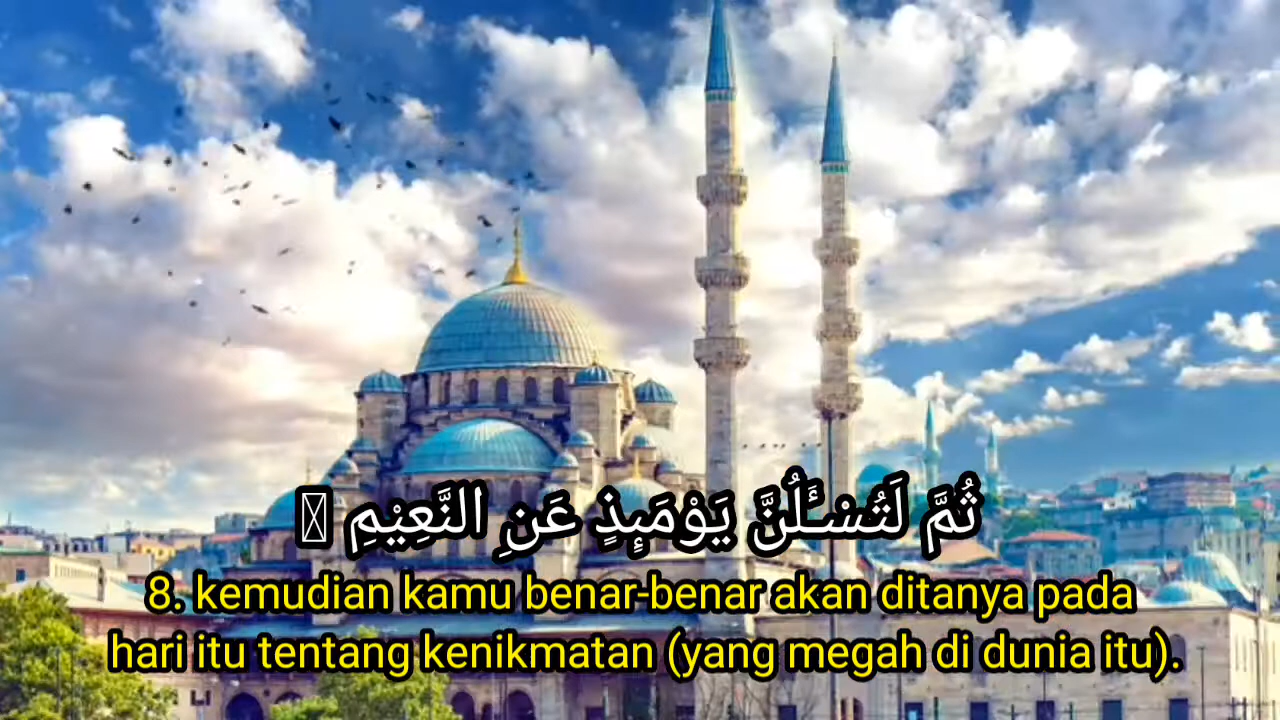 ثُمَّ لَتُسْـَٔلُنَّ يَوْمَىِٕذٍ عَنِ النَّعِيْمِ
8. kemudian kamu benar-benar akan ditanya pada
hari itu tentang kenikmatan (yang megah di dunia itu).